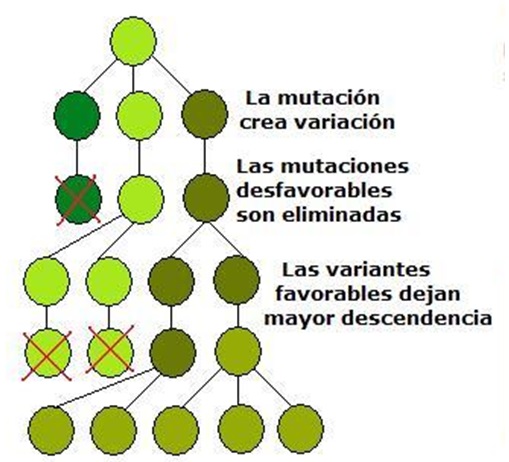 La mutación
crea variación
Las mutaciones
desfavorables
son eliminadas
Las variantes
favorables dejan
mayor descendencia